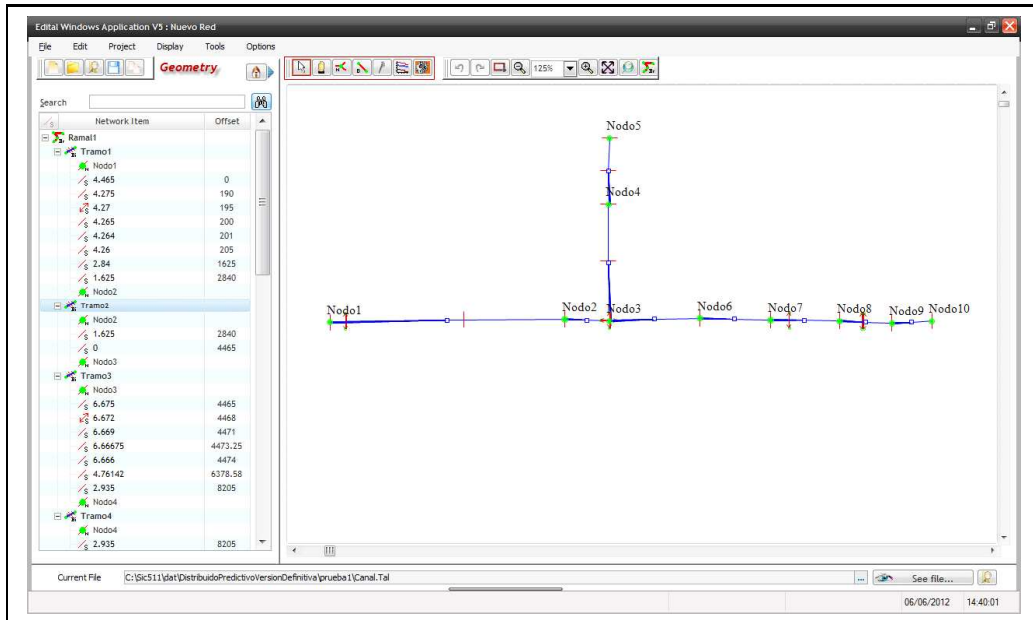 Edital Windows Application V5 : Nuevo Red
File Edit Project Display Tools Options
Geometry
125%
Search
Network Item Offset
Ramal1
Tramo1
Nodo1
4.465 0
4.275 190
4.27 195
4.265 200
4.264 201
4.26 205
2.84 1625
1.625 2840
Nodo2
Tramo2
Nodo2
1.625 2840
0 4465
Nodo3
Tramo3
Nodo3
6.675 4465
6.672 4468
6.669 4471
6.66675 4473.25
6.666 4474
4.76142 6378.58
2.935 8205
Nodo4
Tramo4
Nodo4
2.935 8205
Nodo5
Nodo4
Nodo1 Nodo2 Nodo3 Nodo6 Nodo7 Nodo8 Nodo9 Nodo10
Current File C:\Sic511\dat\DistribuidoPredictivoVersionDefinitiva\prueba1\Canal.Tal ... See file...
06/06/2012 14:40:01